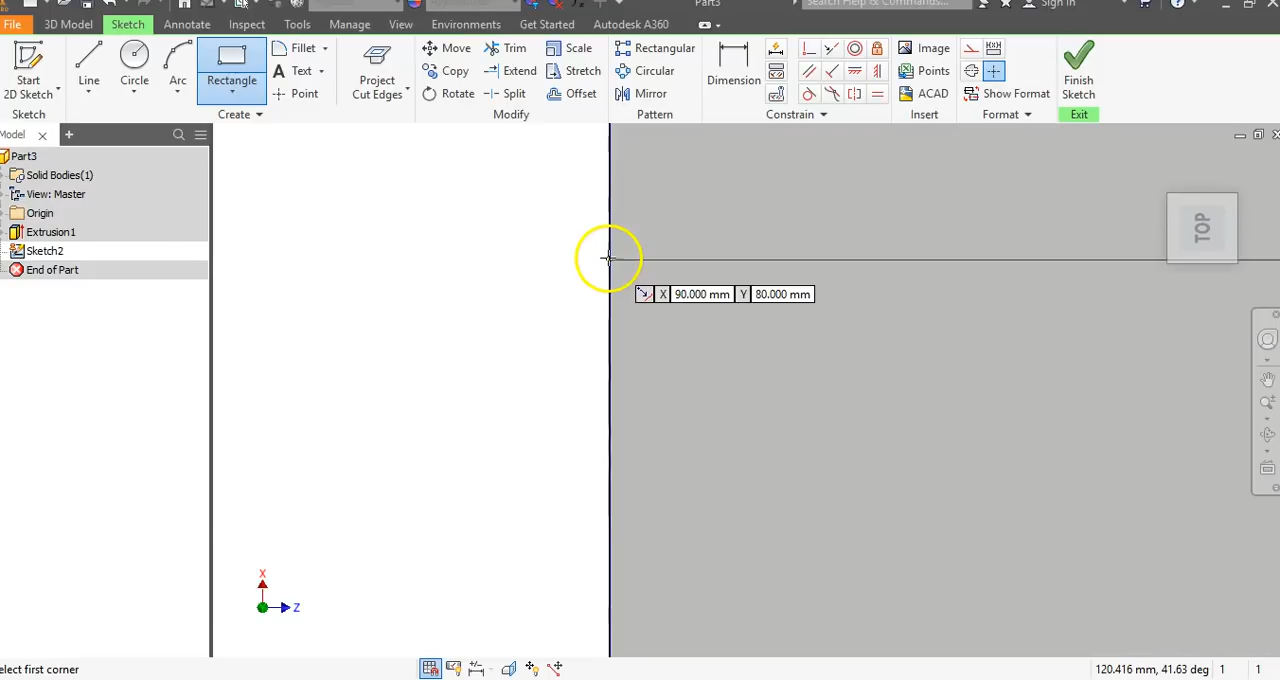 Part3
Search Help & Commands...
Sign In
File 3D Model Sketch Annotate Inspect Tools Manage View Environments Get Started Autodesk A360
Start 2D Sketch
Line
Circle
Arc
Rectangle
Fillet
Text
Point
Project Cut Edges
Move Trim Scale
Copy Extend Stretch
Rotate Split Offset
Rectangular
Circular
Mirror
Dimension
Image
Points
ACAD
Show Format
Finish Sketch
Sketch Create Modify Pattern Constrain Insert Format Exit
Model
Part3
Solid Bodies(1)
View: Master
Origin
Extrusion1
Sketch2
End of Part
TOP
X 90.000 mm Y 80.000 mm
X
Z
elect first corner
120.416 mm, 41.63 deg 1 1